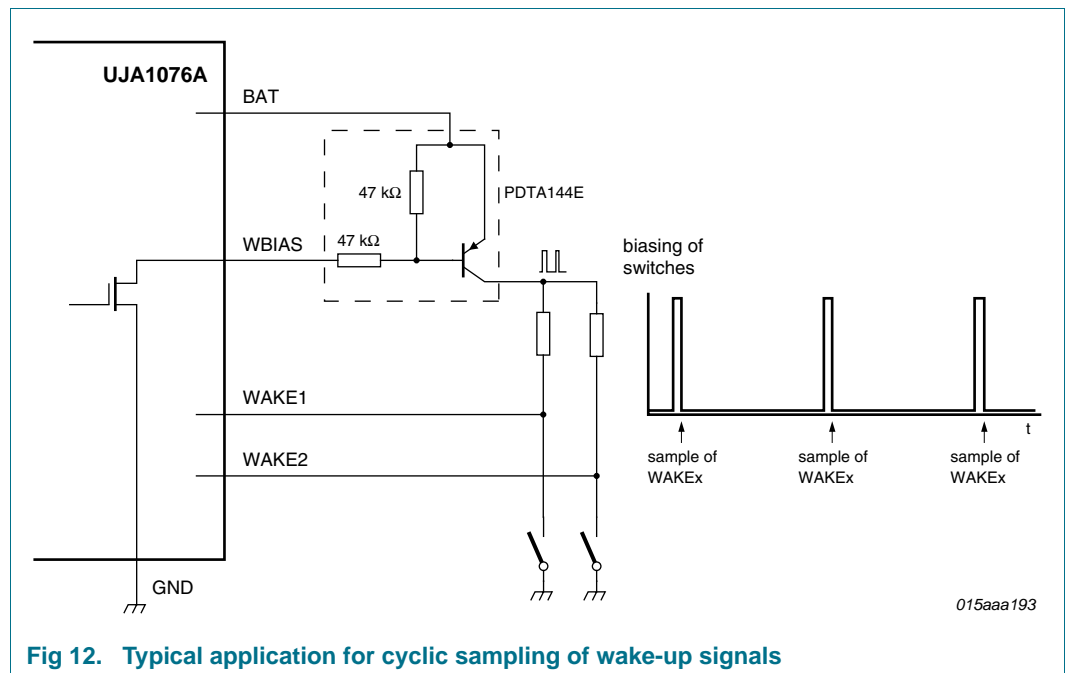 UJA1076A
BAT
47 kΩ
PDTA144E
WBIAS
47 kΩ
biasing of
switches
WAKE1
WAKE2
t
sample of
WAKEx
sample of
WAKEx
sample of
WAKEx
GND
015aaa193
Fig 12. Typical application for cyclic sampling of wake-up signals